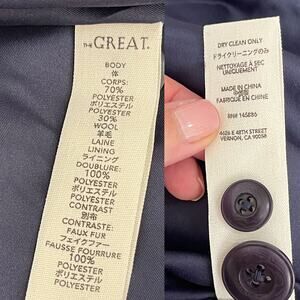 THE GREAT.
BODY
体
CORPS:
70%
POLYESTER
ポリエステル
POLYESTER
30%
WOOL
羊毛
LAINE
LINING
ライニング
DOUBLURE:
100%
POLYESTER
ポリエステル
POLYESTER
CONTRAST
別布
CONTRASTE:
FAUX FUR
フェイクファー
FAUSSE FOURRURE
100%
POLYESTER
ポリエステル
POLYESTER
DRY CLEAN ONLY
ドライクリーニングのみ
NETTOYAGE À SEC
UNIQUEMENT
MADE IN CHINA
中国製
FABRIQUÉ EN CHINE
RN# 145886
4626 E 48TH STREET
VERNON, CA 90058